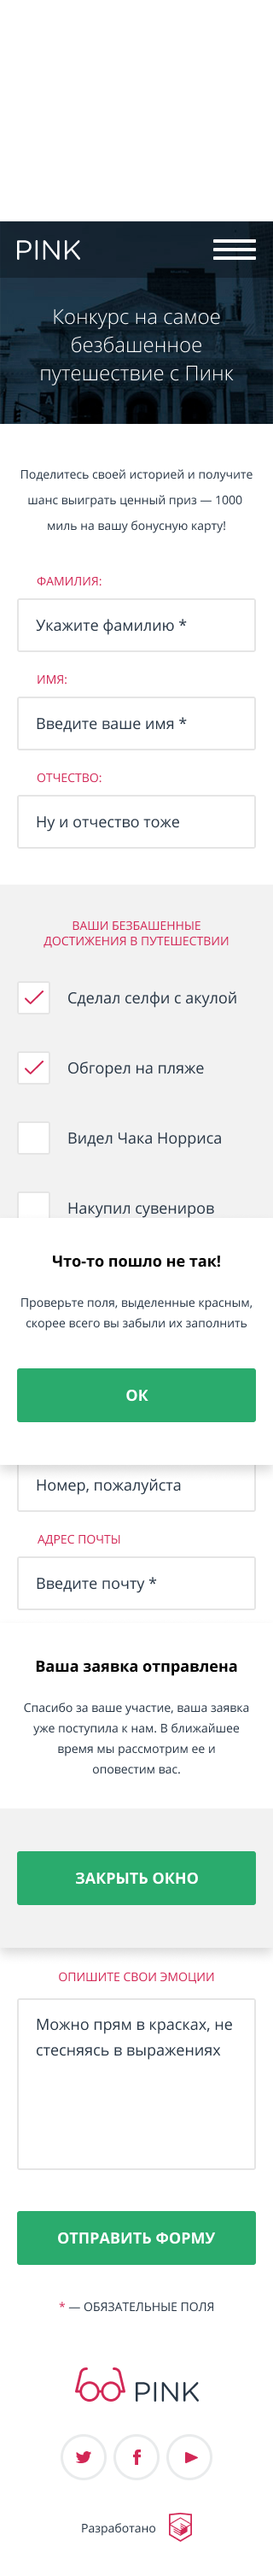 PINK
Конкурс на самое
безбашенное
путешествие с Пинк
Поделитесь своей историей и получите
шанс выиграть ценный приз — 1000
миль на вашу бонусную карту!
ФАМИЛИЯ:
Укажите фамилию *
ИМЯ:
Введите ваше имя *
ОТЧЕСТВО:
Ну и отчество тоже
ВАШИ БЕЗБАШЕННЫЕ
ДОСТИЖЕНИЯ В ПУТЕШЕСТВИИ
Сделал селфи с акулой
Обгорел на пляже
Видел Чака Норриса
Накупил сувениров
Что-то пошло не так!
Проверьте поля, выделенные красным,
скорее всего вы забыли их заполнить
ОК
Номер, пожалуйста
АДРЕС ПОЧТЫ
Введите почту *
Ваша заявка отправлена
Спасибо за ваше участие, ваша заявка
уже поступила к нам. В ближайшее
время мы рассмотрим ее и
оповестим вас.
ЗАКРЫТЬ ОКНО
ОПИШИТЕ СВОИ ЭМОЦИИ
Можно прям в красках, не
стесняясь в выражениях
ОТПРАВИТЬ ФОРМУ
* — ОБЯЗАТЕЛЬНЫЕ ПОЛЯ
PINK
Разработано